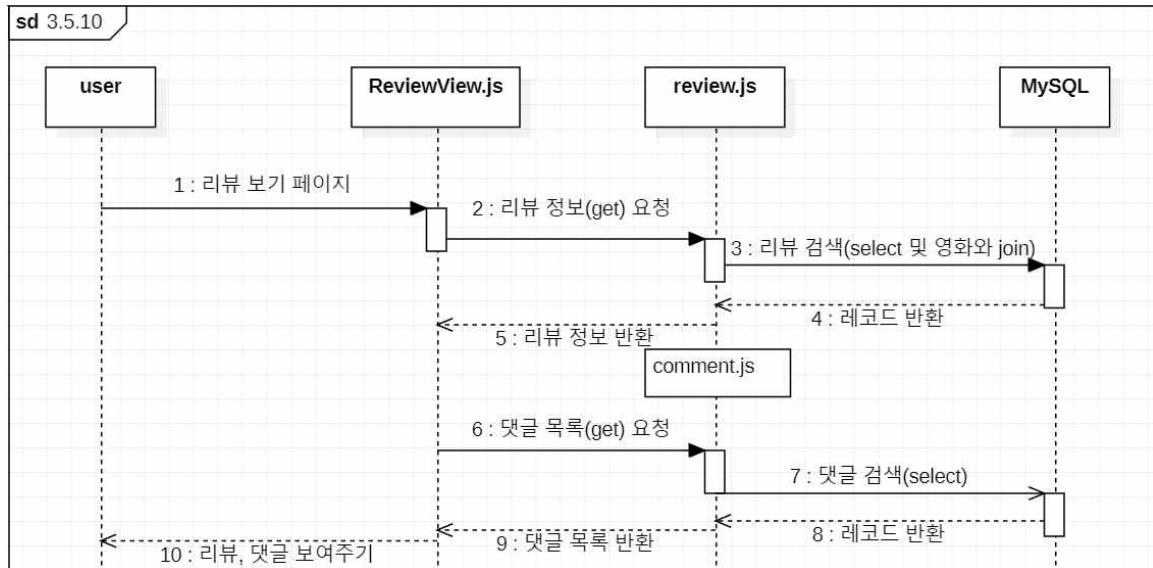 sd 3.5.10
user
ReviewView.js
review.js
MySQL
1 : 리뷰 보기 페이지
2 : 리뷰 정보(get) 요청
3 : 리뷰 검색(select 및 영화와 join)
4 : 레코드 반환
5 : 리뷰 정보 반환
comment.js
6 : 댓글 목록(get) 요청
7 : 댓글 검색(select)
8 : 레코드 반환
9 : 댓글 목록 반환
10 : 리뷰, 댓글 보여주기